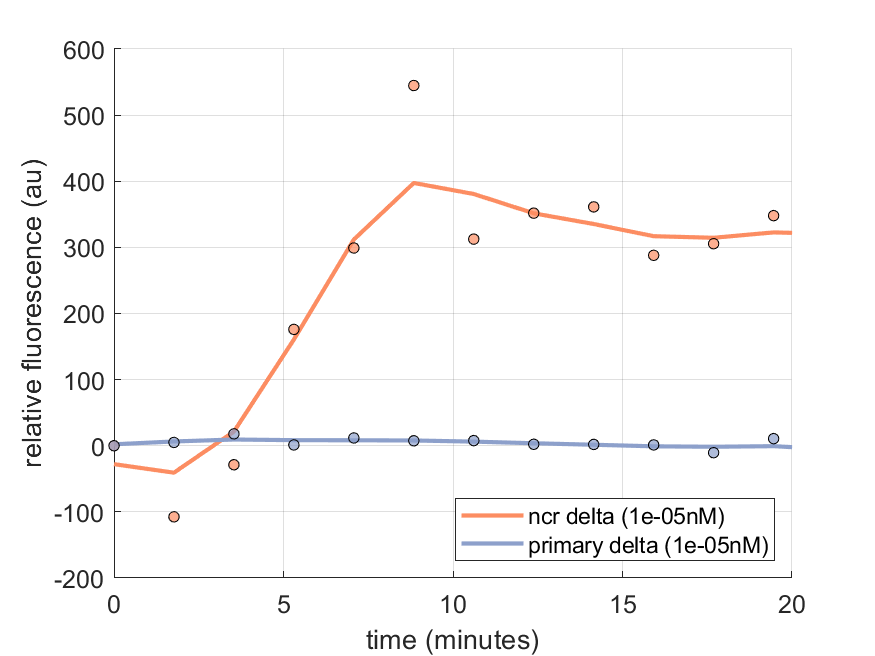 600
500
400
300
200
100
0
-100
-200
relative fluorescence (au)
ncr delta (1e-05nM)
primary delta (1e-05nM)
0 5 10 15 20
time (minutes)